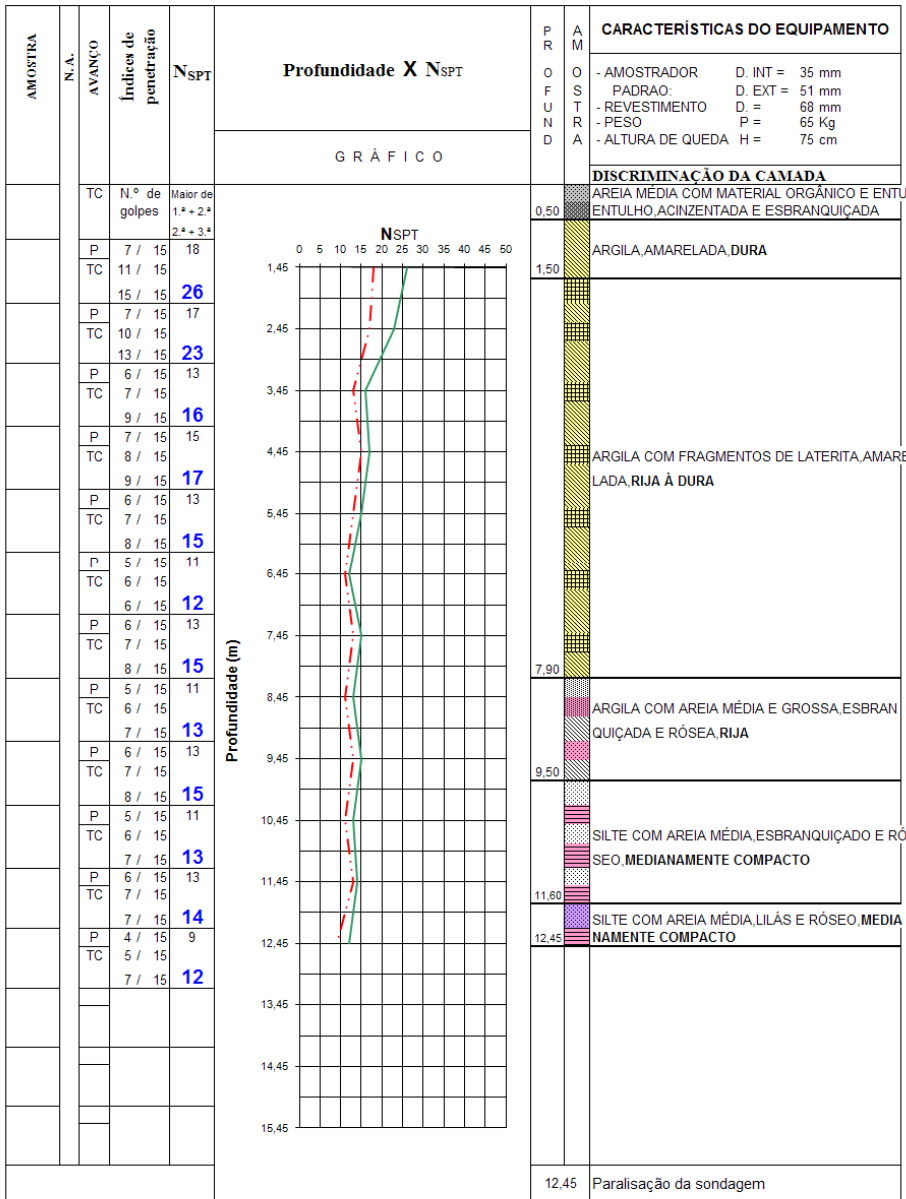 AMOSTRA
N.A.
AVANÇO
Índices de penetração
NSPT
Profundidade X NSPT
GRÁFICO
PROFUND
AMOSTRA
CARACTERÍSTICAS DO EQUIPAMENTO
- AMOSTRADOR D. INT = 35 mm
PADRAO: D. EXT = 51 mm
- REVESTIMENTO D. = 68 mm
- PESO P = 65 Kg
- ALTURA DE QUEDA H = 75 cm
DISCRIMINAÇÃO DA CAMADA
TC N.º de golpes Maior de 1.ª + 2.ª 2.ª + 3.ª
P 7 / 15 18
TC 11 / 15
15 / 15 26
P 7 / 15 17
TC 10 / 15
13 / 15 23
P 6 / 15 13
TC 7 / 15
9 / 15 16
P 7 / 15 15
TC 8 / 15
9 / 15 17
P 6 / 15 13
TC 7 / 15
8 / 15 15
P 5 / 15 11
TC 6 / 15
6 / 15 12
P 6 / 15 13
TC 7 / 15
8 / 15 15
P 5 / 15 11
TC 6 / 15
7 / 15 13
P 6 / 15 13
TC 7 / 15
8 / 15 15
P 5 / 15 11
TC 6 / 15
7 / 15 13
P 6 / 15 13
TC 7 / 15
7 / 15 14
P 4 / 15 9
TC 5 / 15
7 / 15 12
NSPT
0 5 10 15 20 25 30 35 40 45 50
Profundidade (m)
1,45
2,45
3,45
4,45
5,45
6,45
7,45
8,45
9,45
10,45
11,45
12,45
13,45
14,45
15,45
AREIA MÉDIA COM MATERIAL ORGÂNICO E ENTU
0,50 ENTULHO,ACINZENTADA E ESBRANQUIÇADA
ARGILA,AMARELADA,DURA
1,50
ARGILA COM FRAGMENTOS DE LATERITA,AMARE
LADA,RIJA À DURA
7,90
ARGILA COM AREIA MÉDIA E GROSSA,ESBRAN
QUIÇADA E RÓSEA,RIJA
9,50
SILTE COM AREIA MÉDIA,ESBRANQUIÇADO E RÓ
SEO,MEDIANAMENTE COMPACTO
11,60
SILTE COM AREIA MÉDIA,LILÁS E RÓSEO,MEDIA
12,45 NAMENTE COMPACTO
12,45 Paralisação da sondagem